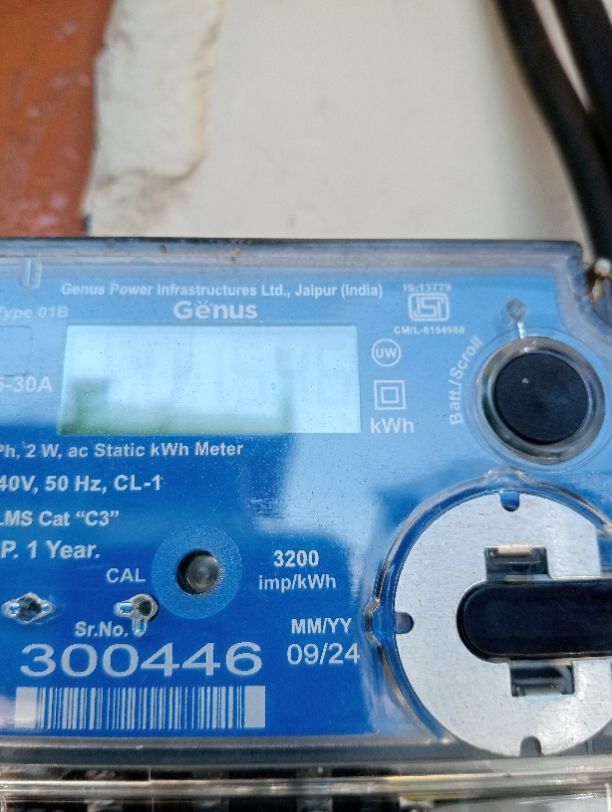 Genus Power Infrastructures Ltd., Jaipur (India)
IS:13779
Type 01B
Genus
CM/L-8194988
UW
5-30A
Batt./Scroll
kWh
Ph, 2 W, ac Static kWh Meter
40V, 50 Hz, CL-1
LMS Cat “C3”
P. 1 Year.
CAL
3200
imp/kWh
Sr.No.
MM/YY
300446
09/24